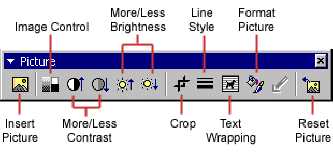 More/Less
Line
Format
Image Control
Brightness
Style
Picture
Picture
Insert
Picture
More/Less
Contrast
Crop
Text
Wrapping
Reset
Picture